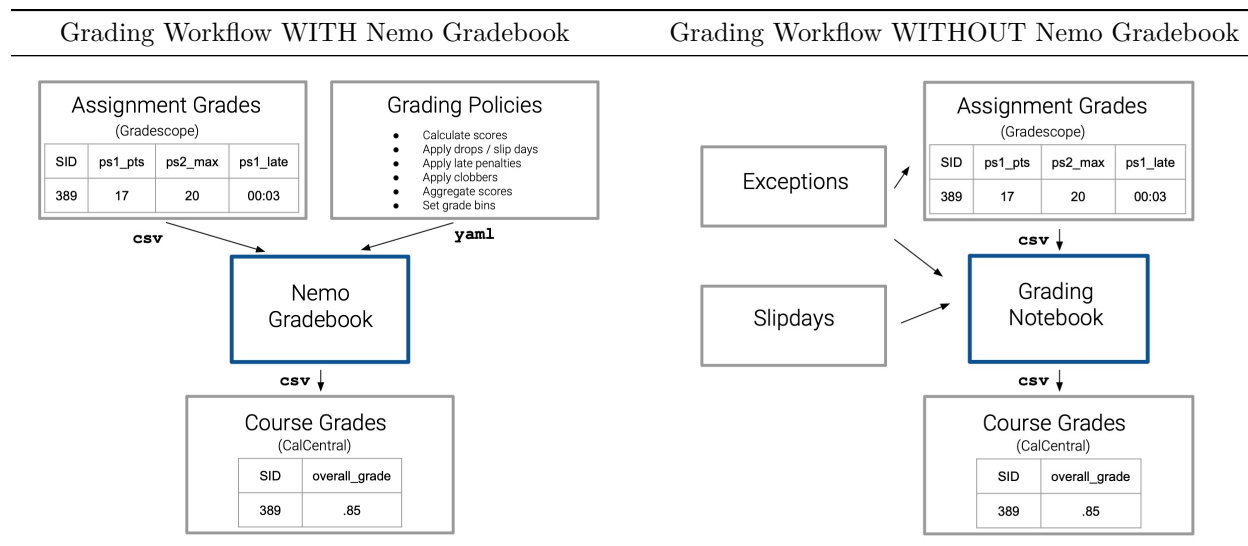 Grading Workflow WITH Nemo Gradebook
Assignment Grades
(Gradescope)
SID ps1_pts ps2_max ps1_late
389 17 20 00:03
Grading Policies
● Calculate scores
● Apply drops / slip days
● Apply late penalties
● Apply clobbers
● Aggregate scores
● Set grade bins
csv
yaml
Nemo
Gradebook
csv
Course Grades
(CalCentral)
SID overall_grade
389 .85
Grading Workflow WITHOUT Nemo Gradebook
Exceptions
Assignment Grades
(Gradescope)
SID ps1_pts ps2_max ps1_late
389 17 20 00:03
csv
Slipdays
Grading
Notebook
csv
Course Grades
(CalCentral)
SID overall_grade
389 .85